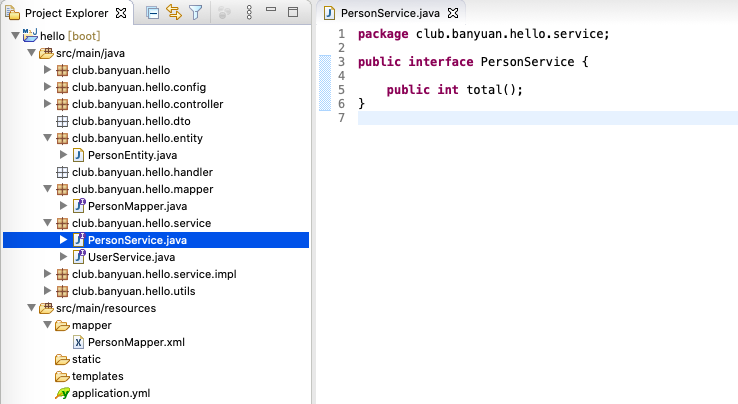 Project Explorer
hello [boot]
src/main/java
club.banyuan.hello
club.banyuan.hello.config
club.banyuan.hello.controller
club.banyuan.hello.dto
club.banyuan.hello.entity
PersonEntity.java
club.banyuan.hello.handler
club.banyuan.hello.mapper
PersonMapper.java
club.banyuan.hello.service
PersonService.java
UserService.java
club.banyuan.hello.service.impl
club.banyuan.hello.utils
src/main/resources
mapper
PersonMapper.xml
static
templates
application.yml
PersonService.java
1 package club.banyuan.hello.service;
2
3 public interface PersonService {
4
5     public int total();
6 }
7